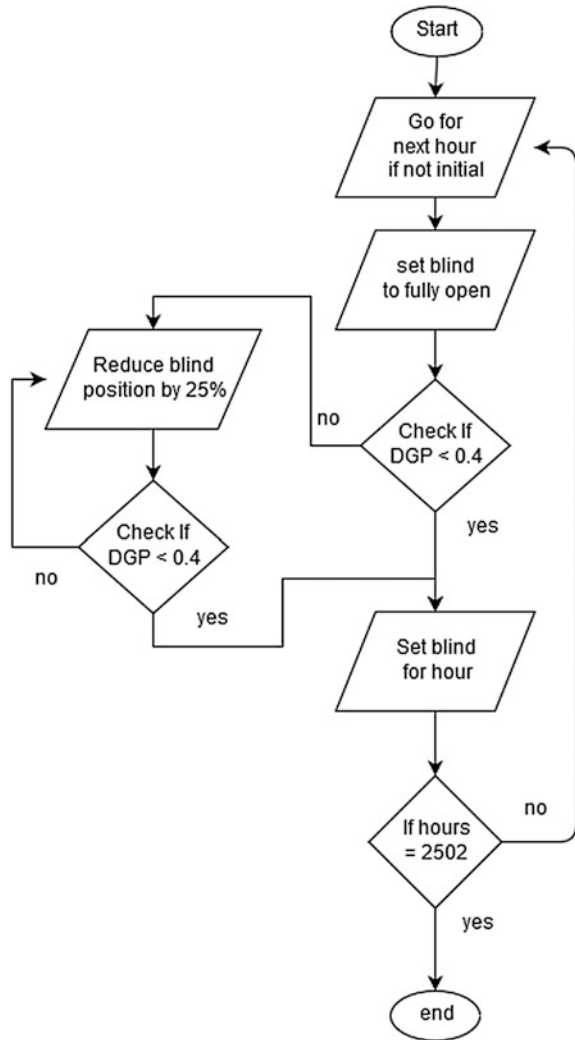 Start
Go for
next hour
if not initial
set blind
to fully open
Reduce blind
position by 25%
no
Check If
DGP < 0.4
yes
Check If
DGP < 0.4
no
yes
Set blind
for hour
no
If hours
= 2502
yes
end